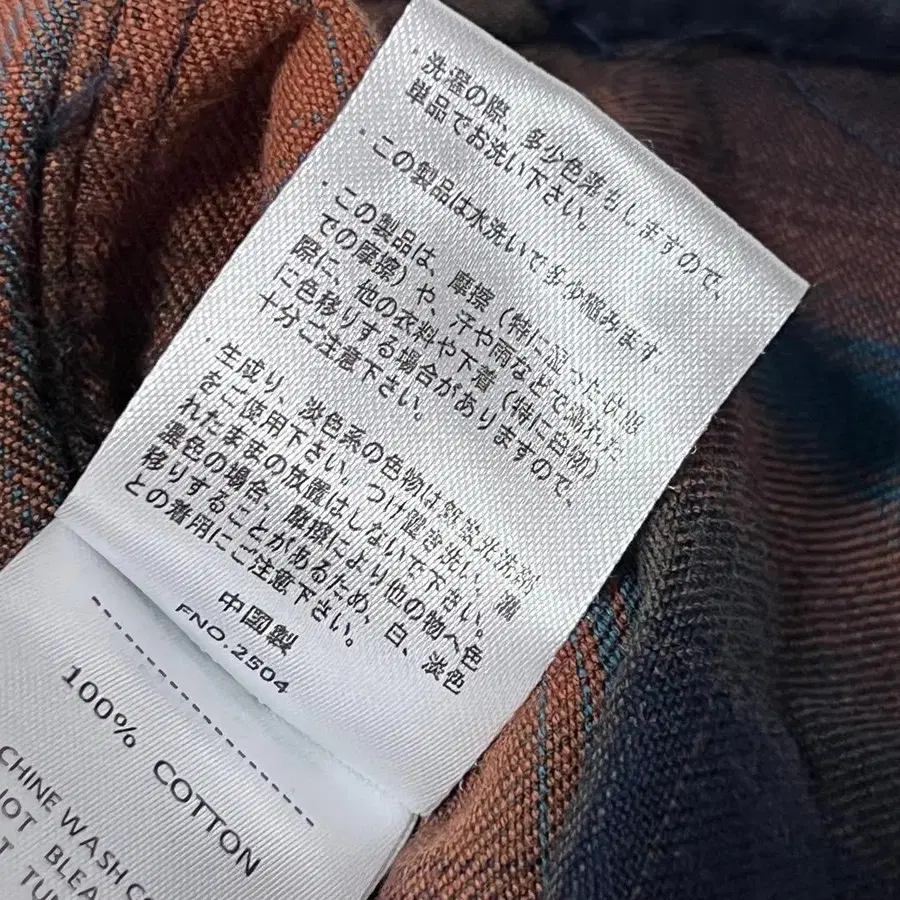 ・洗濯の際、多少色落ちしますので、
単品でお洗い下さい。
・この製品は水洗いで多少縮みます
・この製品は、摩擦（特に湿った状態
での摩擦）や、汗や雨などで濡れた
際に、他の衣料や下着（特に白物）
に色移りする場合がありますので、
十分ご注意下さい。
・生成り、淡色系の色物は無蛍光洗剤
をご使用下さい。つけ置き洗い、濡
れたままの放置はしないで下さい。
濃色の場合、摩擦により他の物へ色
移りすることがあるため、白、淡色
との着用にご注意下さい。
中國製
FNO.2504
100% COTTON
CHINE WASH CO
NOT BLEA
TUM